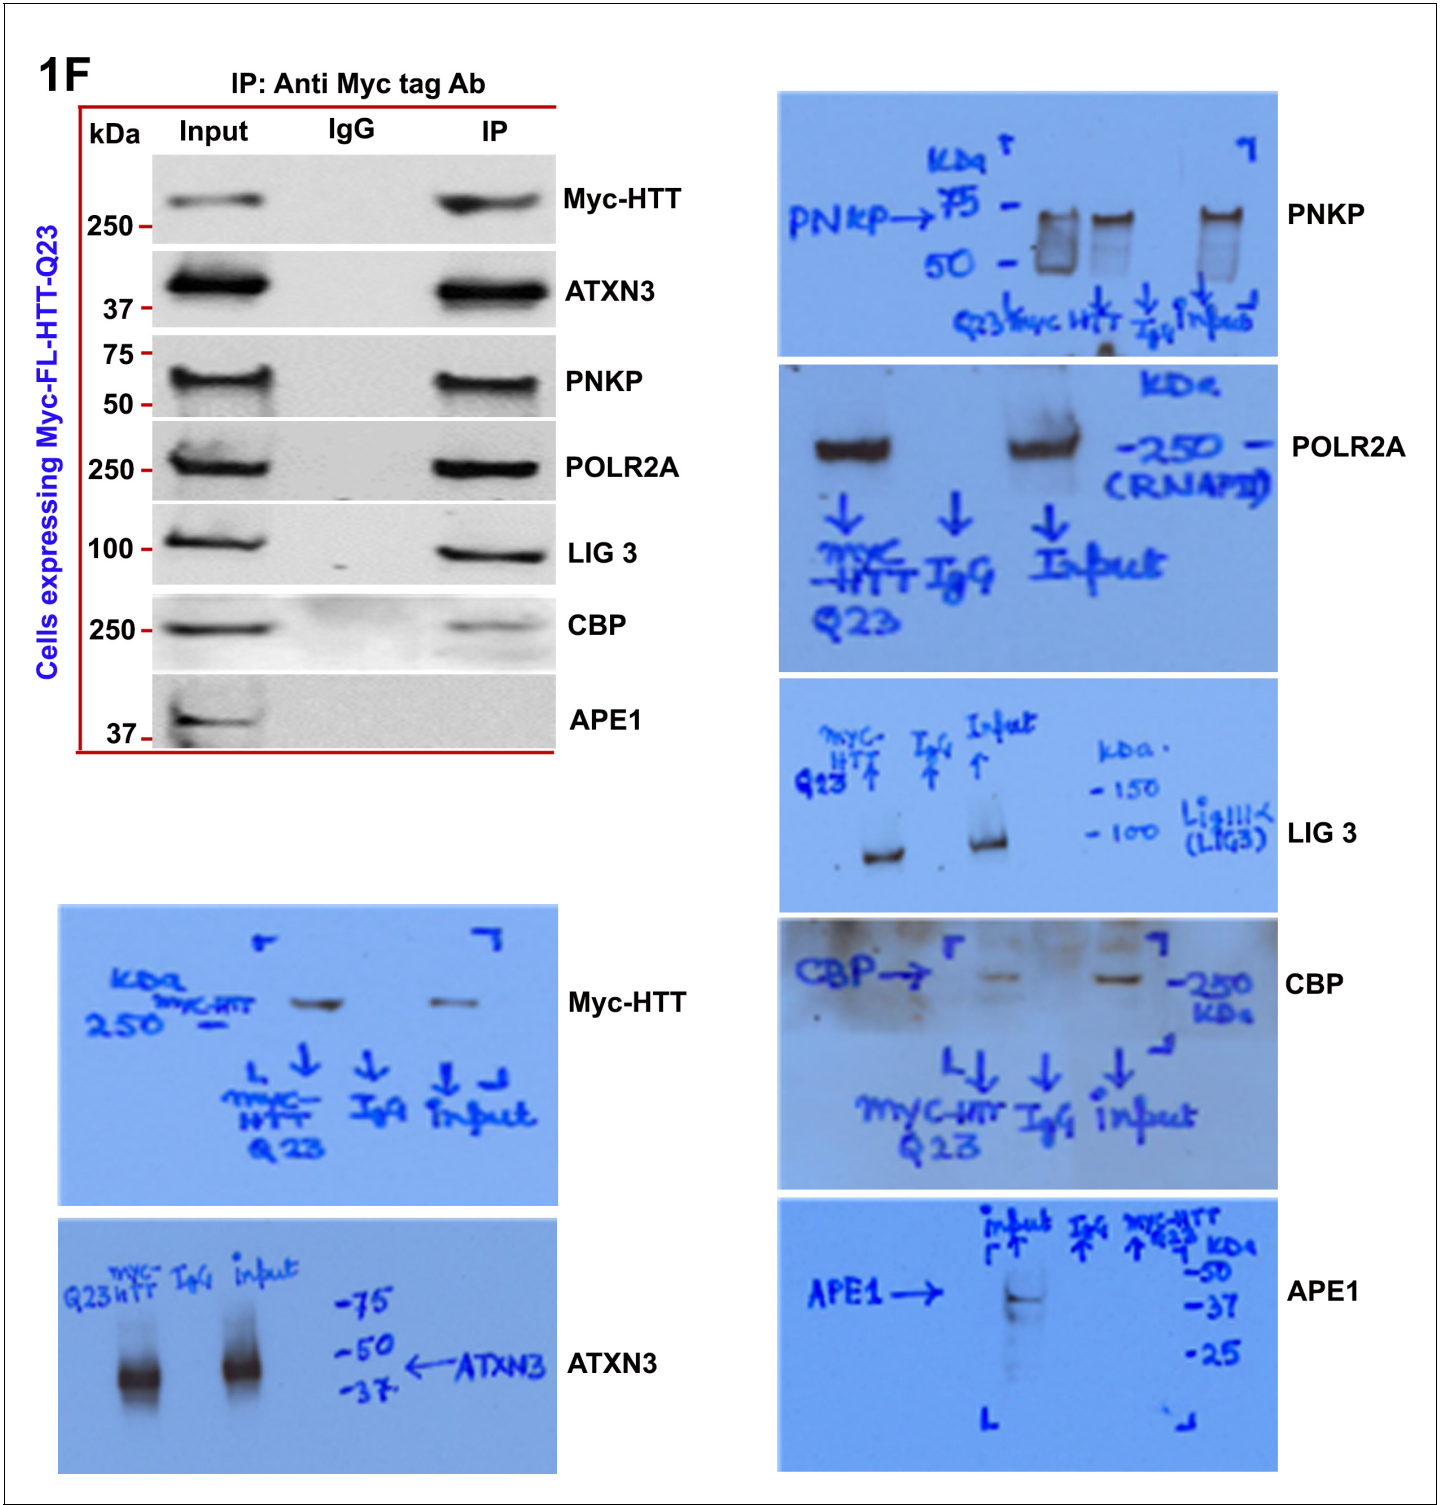 1F
IP: Anti Myc tag Ab
kDa Input IgG IP
Cells expressing Myc-FL-HTT-Q23
Myc-HTT
250
ATXN3
37
75
PNKP
50
250 POLR2A
100 LIG 3
250 CBP
APE1
37
KDa
myc-HTT
250
myc-HTT Q23 IgG input
Myc-HTT
Q23 myc-HTT IgG input
-75
-50
←ATXN3
-37
ATXN3
KDa
PNKP→ 75 -
50 -
Q23 Myc HTT IgG input
PNKP
KDa
-250 -
(RNAPII)
myc-HTT Q23 IgG Input
POLR2A
myc-HTT Q23 IgG Input
kDa.
-150
-100
LigIIIα
(LIG3)
LIG 3
CBP→
-250
KDa
myc-HTT Q23 IgG input
CBP
input IgG myc-HTT Q23 KDa
-50
APE1→ -37
-25
APE1